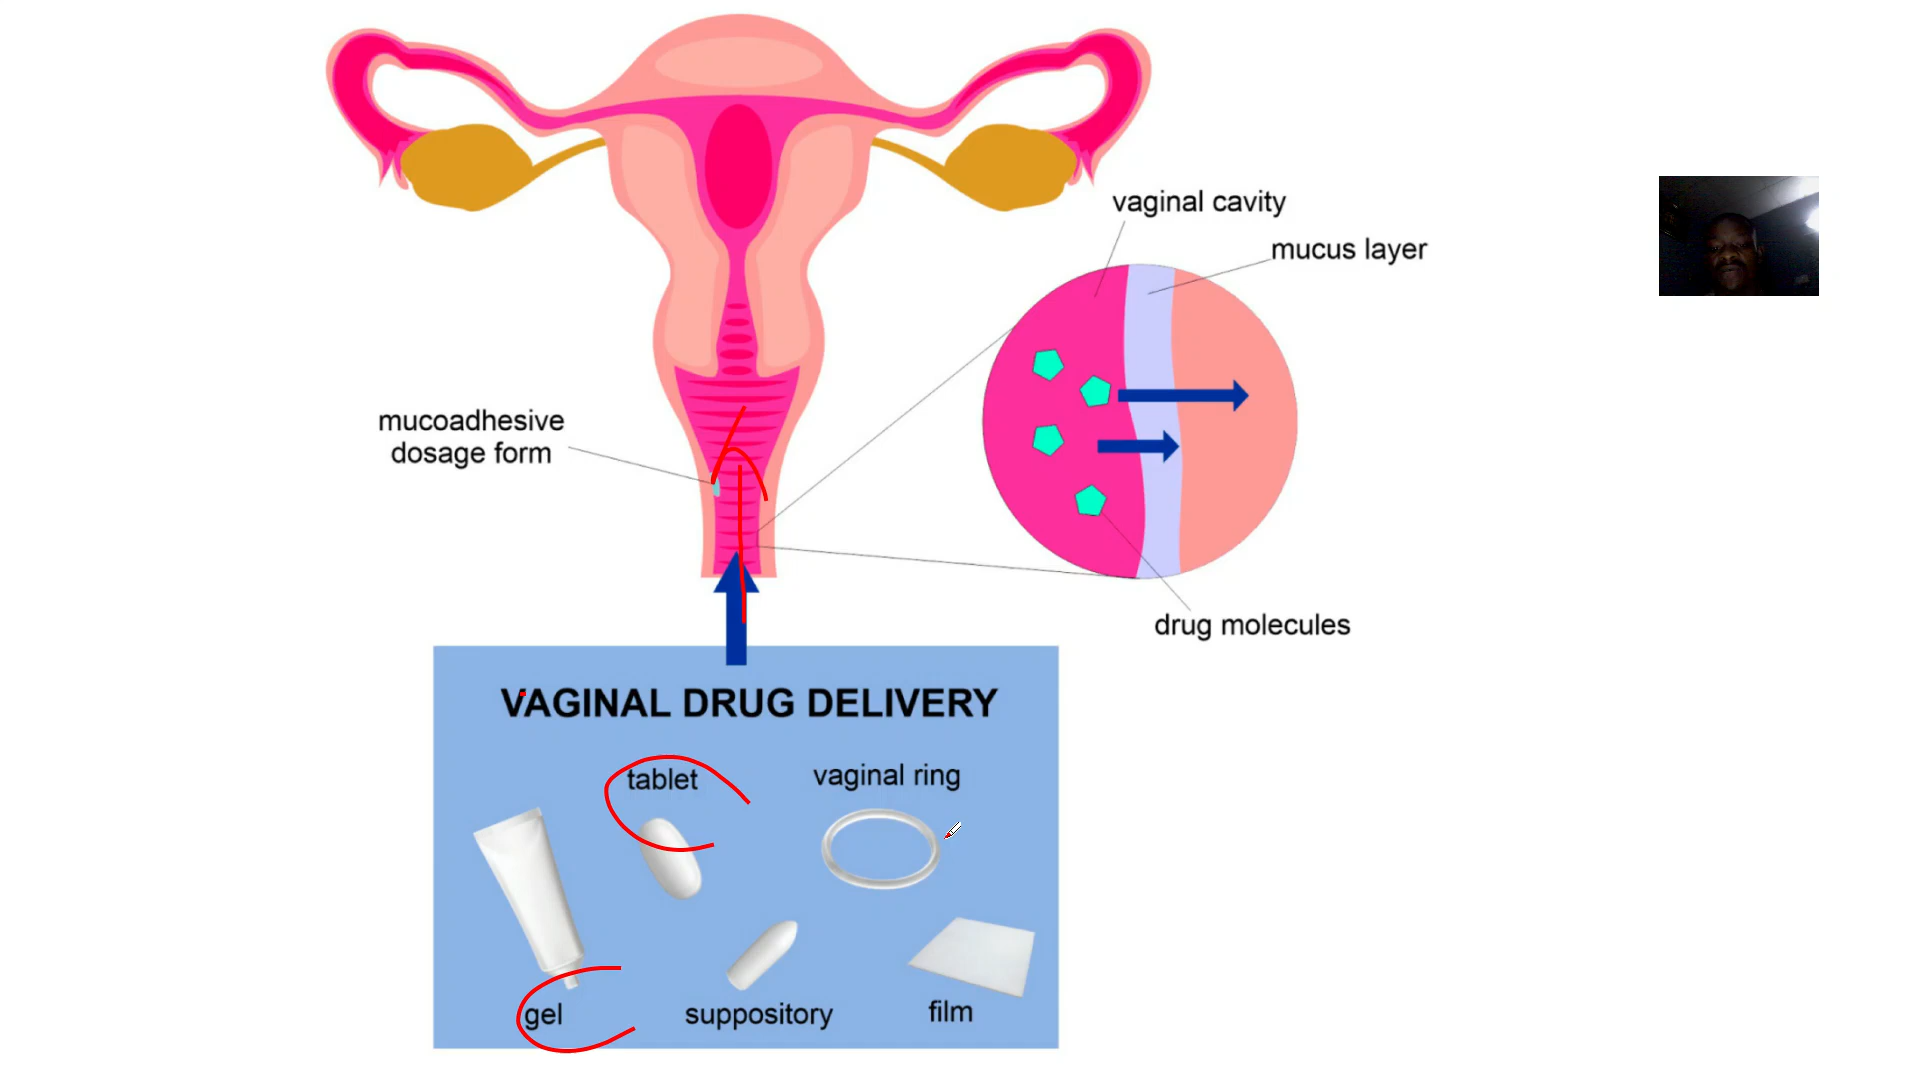 vaginal cavity
mucus layer
mucoadhesive
dosage form
drug molecules
VAGINAL DRUG DELIVERY
tablet
vaginal ring
gel
suppository
film